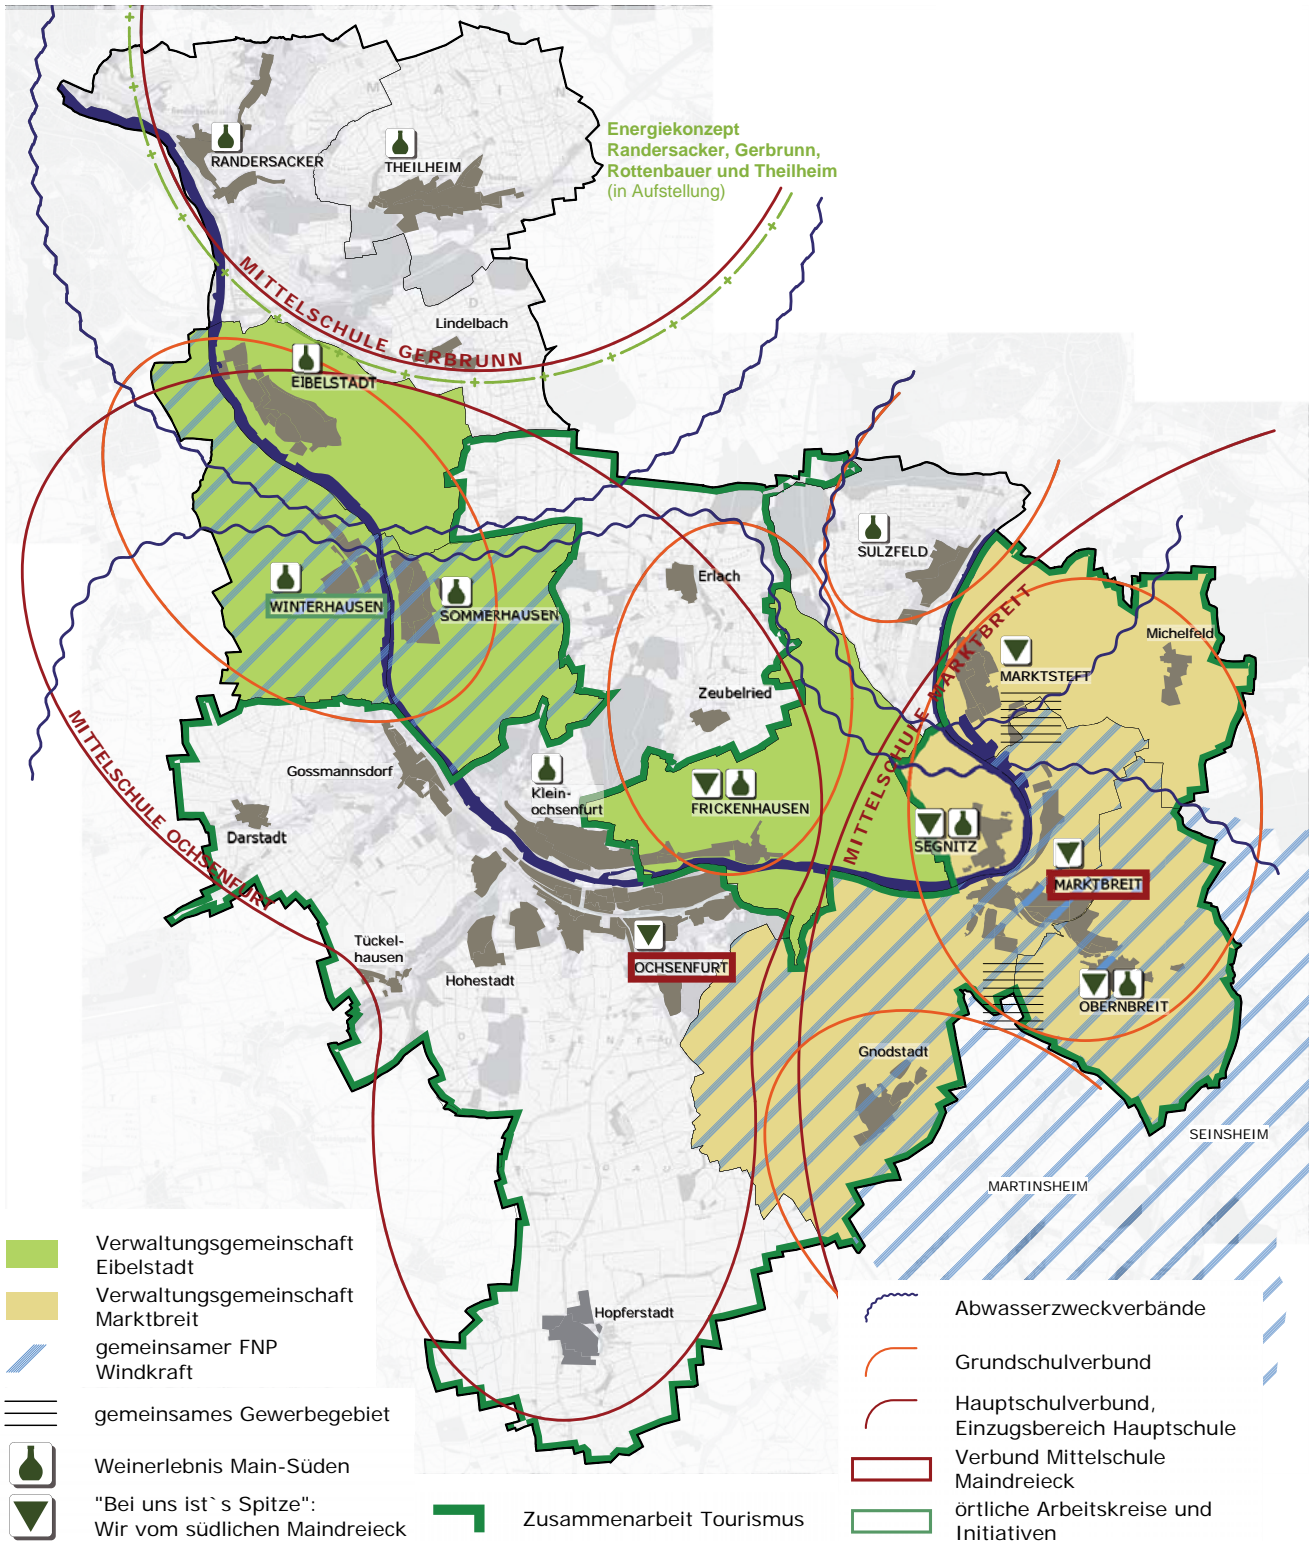 Energiekonzept
Randersacker, Gerbrunn,
Rottenbauer und Theilheim
(in Aufstellung)
RANDERSACKER
THEILHEIM
MITTELSCHULE GERBRUNN
Lindelbach
EIBELSTADT
SULZFELD
Erlach
WINTERHAUSEN
SOMMERHAUSEN
MITTELSCHULE MARKTBREIT
Michelfeld
MARKTSTEFT
Zeubelried
MITTELSCHULE OCHSENFURT
Gossmannsdorf
Klein-
ochsenfurt
FRICKENHAUSEN
Darstadt
SEGNITZ
MARKTBREIT
Tückel-
hausen
Hohestadt
OCHSENFURT
OBERNBREIT
Gnodstadt
SEINSHEIM
MARTINSHEIM
Hopferstadt
Verwaltungsgemeinschaft
Eibelstadt
Verwaltungsgemeinschaft
Marktbreit
gemeinsamer FNP
Windkraft
gemeinsames Gewerbegebiet
Weinerlebnis Main-Süden
"Bei uns ist`s Spitze":
Wir vom südlichen Maindreieck
Zusammenarbeit Tourismus
Abwasserzweckverbände
Grundschulverbund
Hauptschulverbund,
Einzugsbereich Hauptschule
Verbund Mittelschule
Maindreieck
örtliche Arbeitskreise und
Initiativen